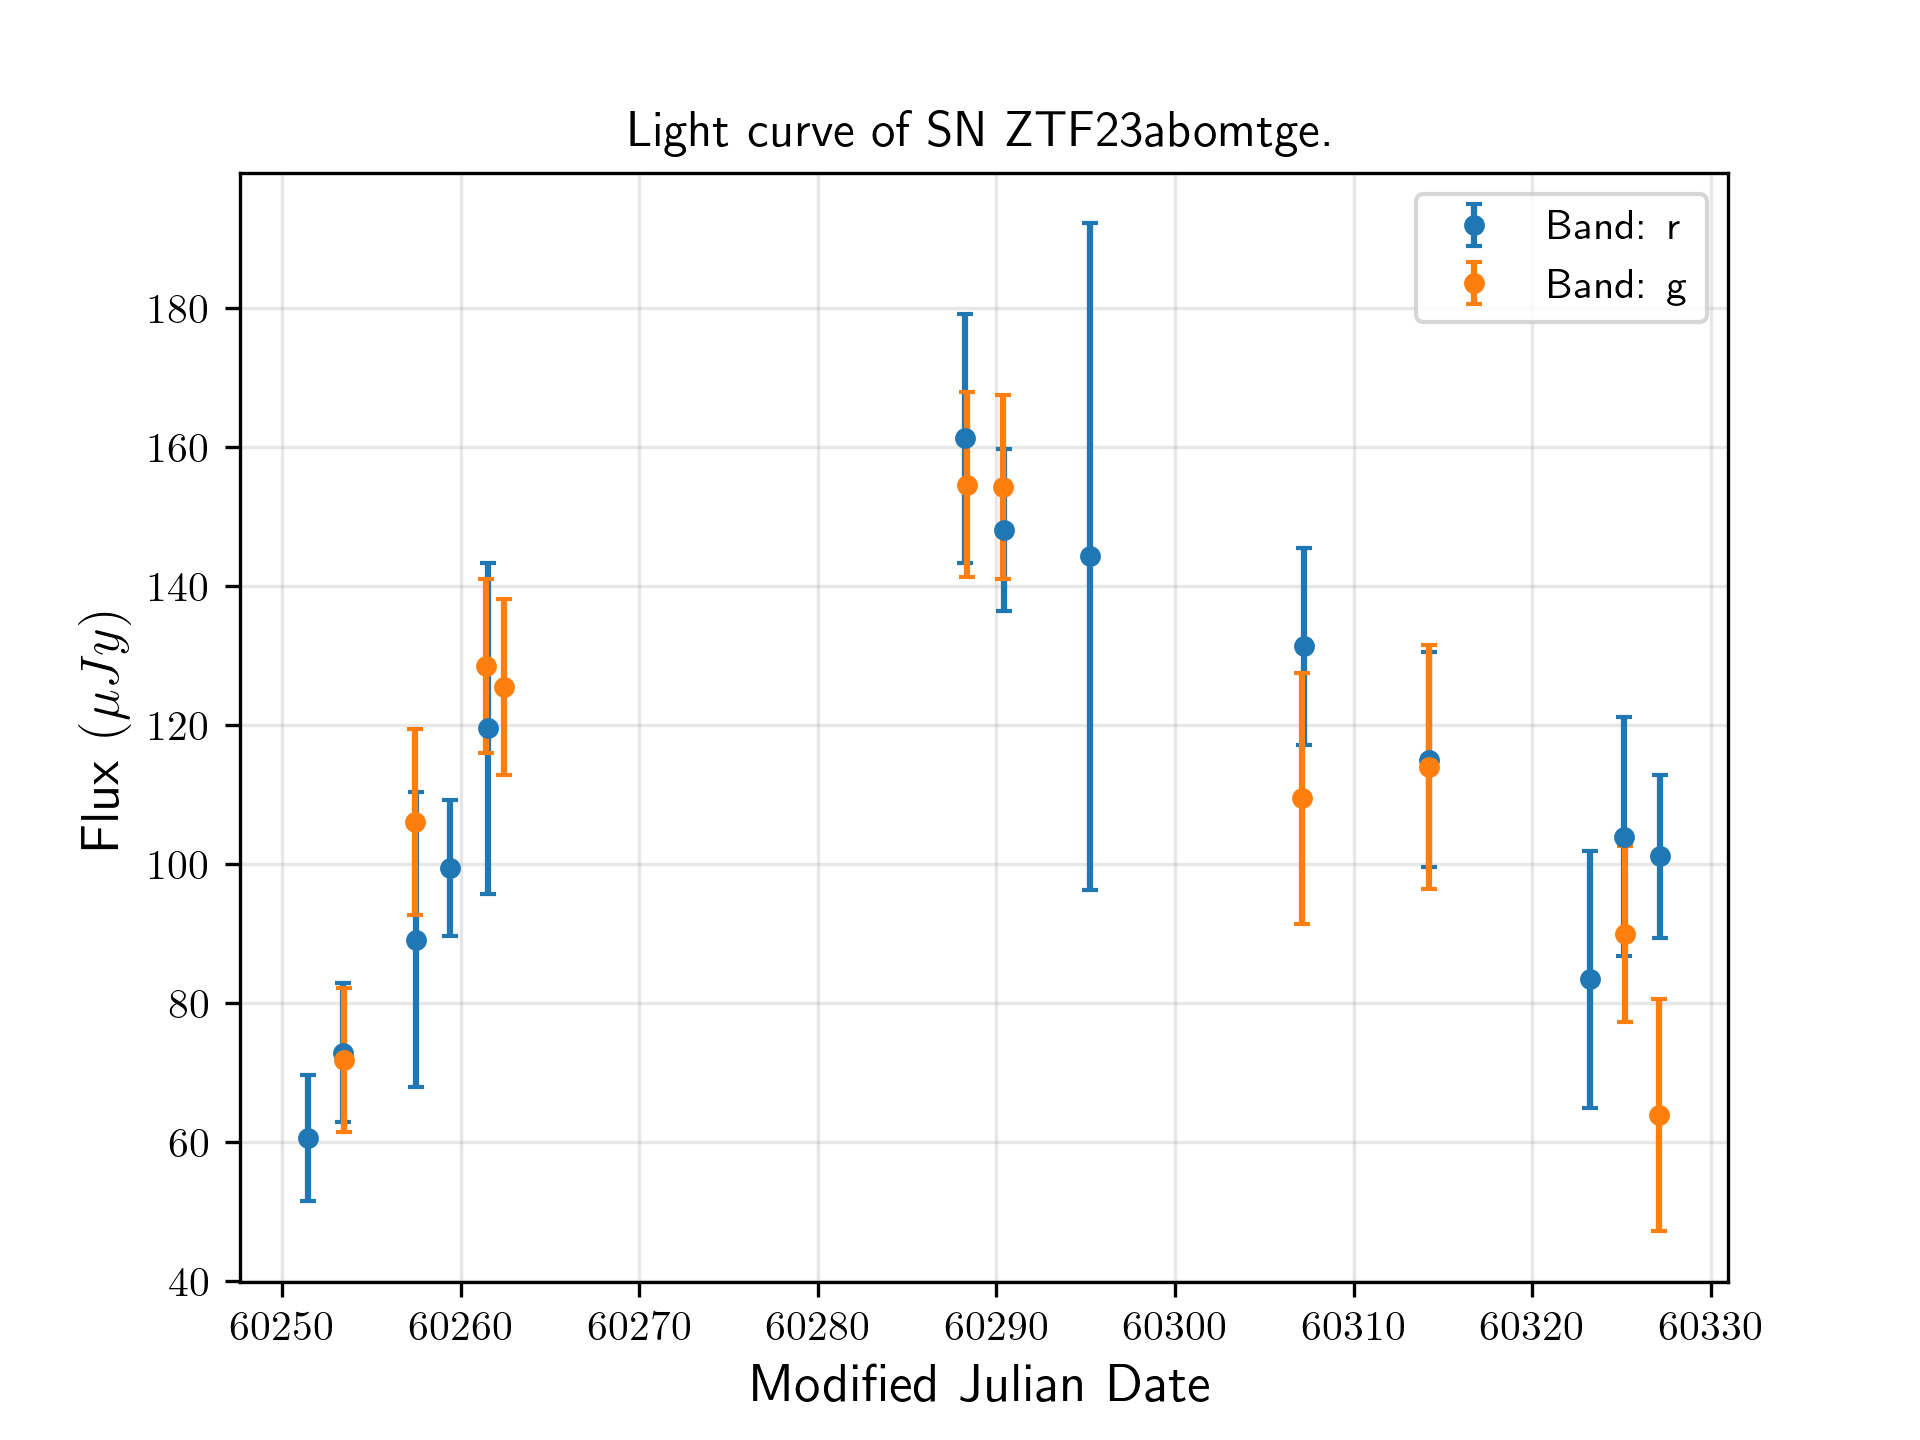 Light curve of SN ZTF23abomtge.
Band: r
Band: g
Flux (μJy)
180
160
140
120
100
80
60
40
60250 60260 60270 60280 60290 60300 60310 60320 60330
Modified Julian Date